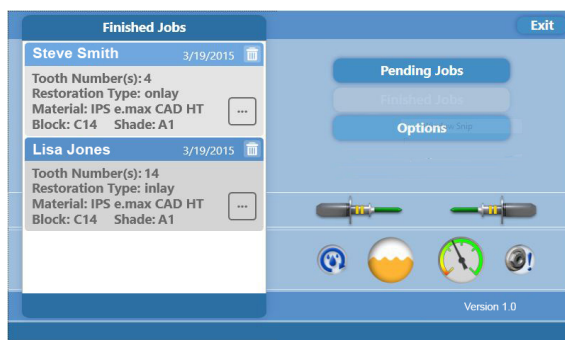 Finished Jobs
Exit
Steve Smith 3/19/2015
Tooth Number(s): 4
Restoration Type: onlay
Material: IPS e.max CAD HT
Block: C14 Shade: A1
...
Lisa Jones 3/19/2015
Tooth Number(s): 14
Restoration Type: inlay
Material: IPS e.max CAD HT
Block: C14 Shade: A1
...
Pending Jobs
Finished Jobs
Options
!
Version 1.0